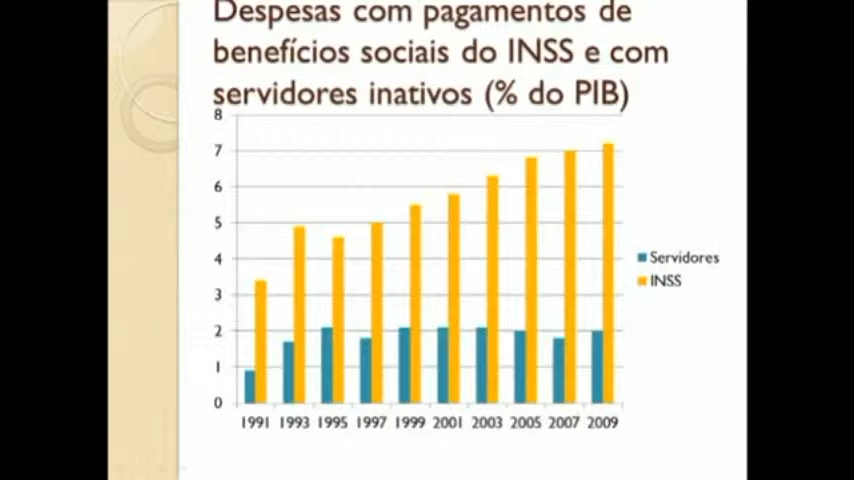 Despesas com pagamentos de
benefícios sociais do INSS e com
servidores inativos (% do PIB)
8
7
6
5
4
3
2
1
0
1991 1993 1995 1997 1999 2001 2003 2005 2007 2009
Servidores
INSS